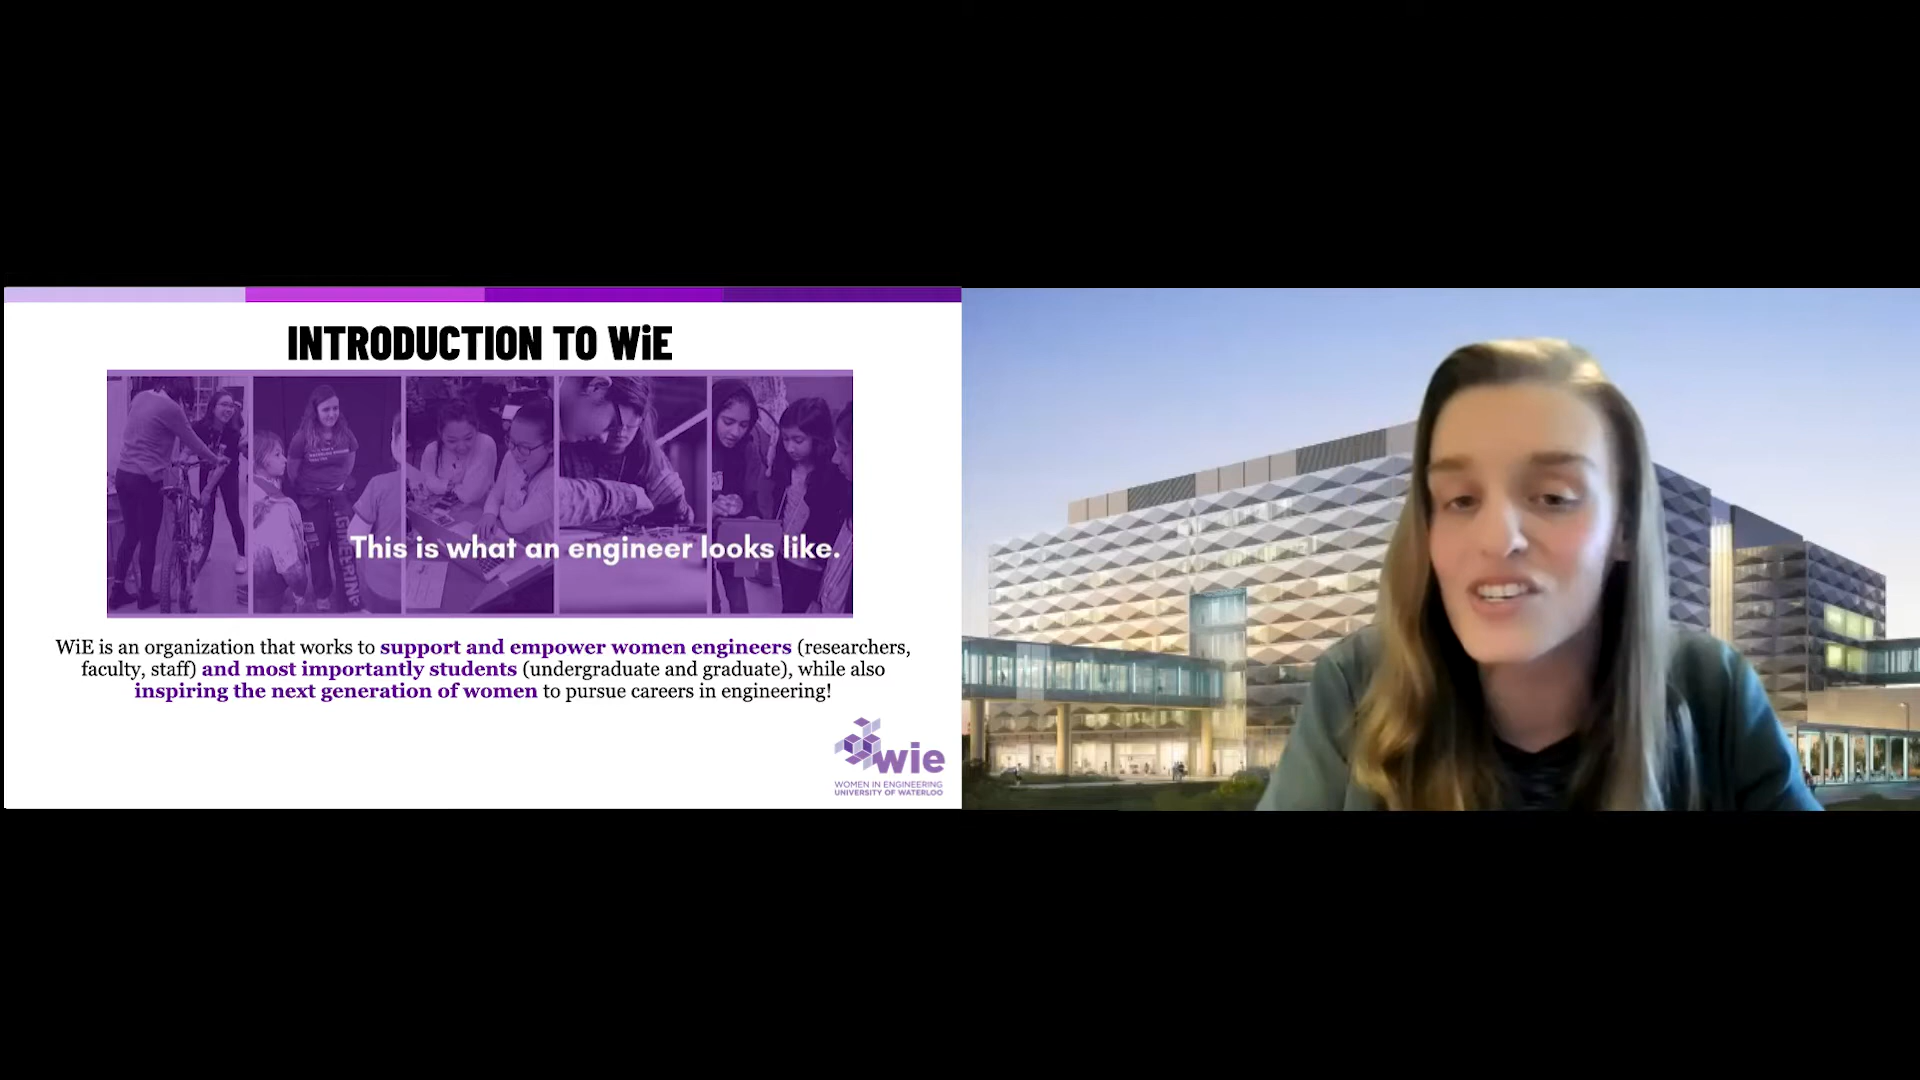 INTRODUCTION TO WiE
This is what an engineer looks like.
WiE is an organization that works to support and empower women engineers (researchers,
faculty, staff) and most importantly students (undergraduate and graduate), while also
inspiring the next generation of women to pursue careers in engineering!
wie
WOMEN IN ENGINEERING
UNIVERSITY OF WATERLOO